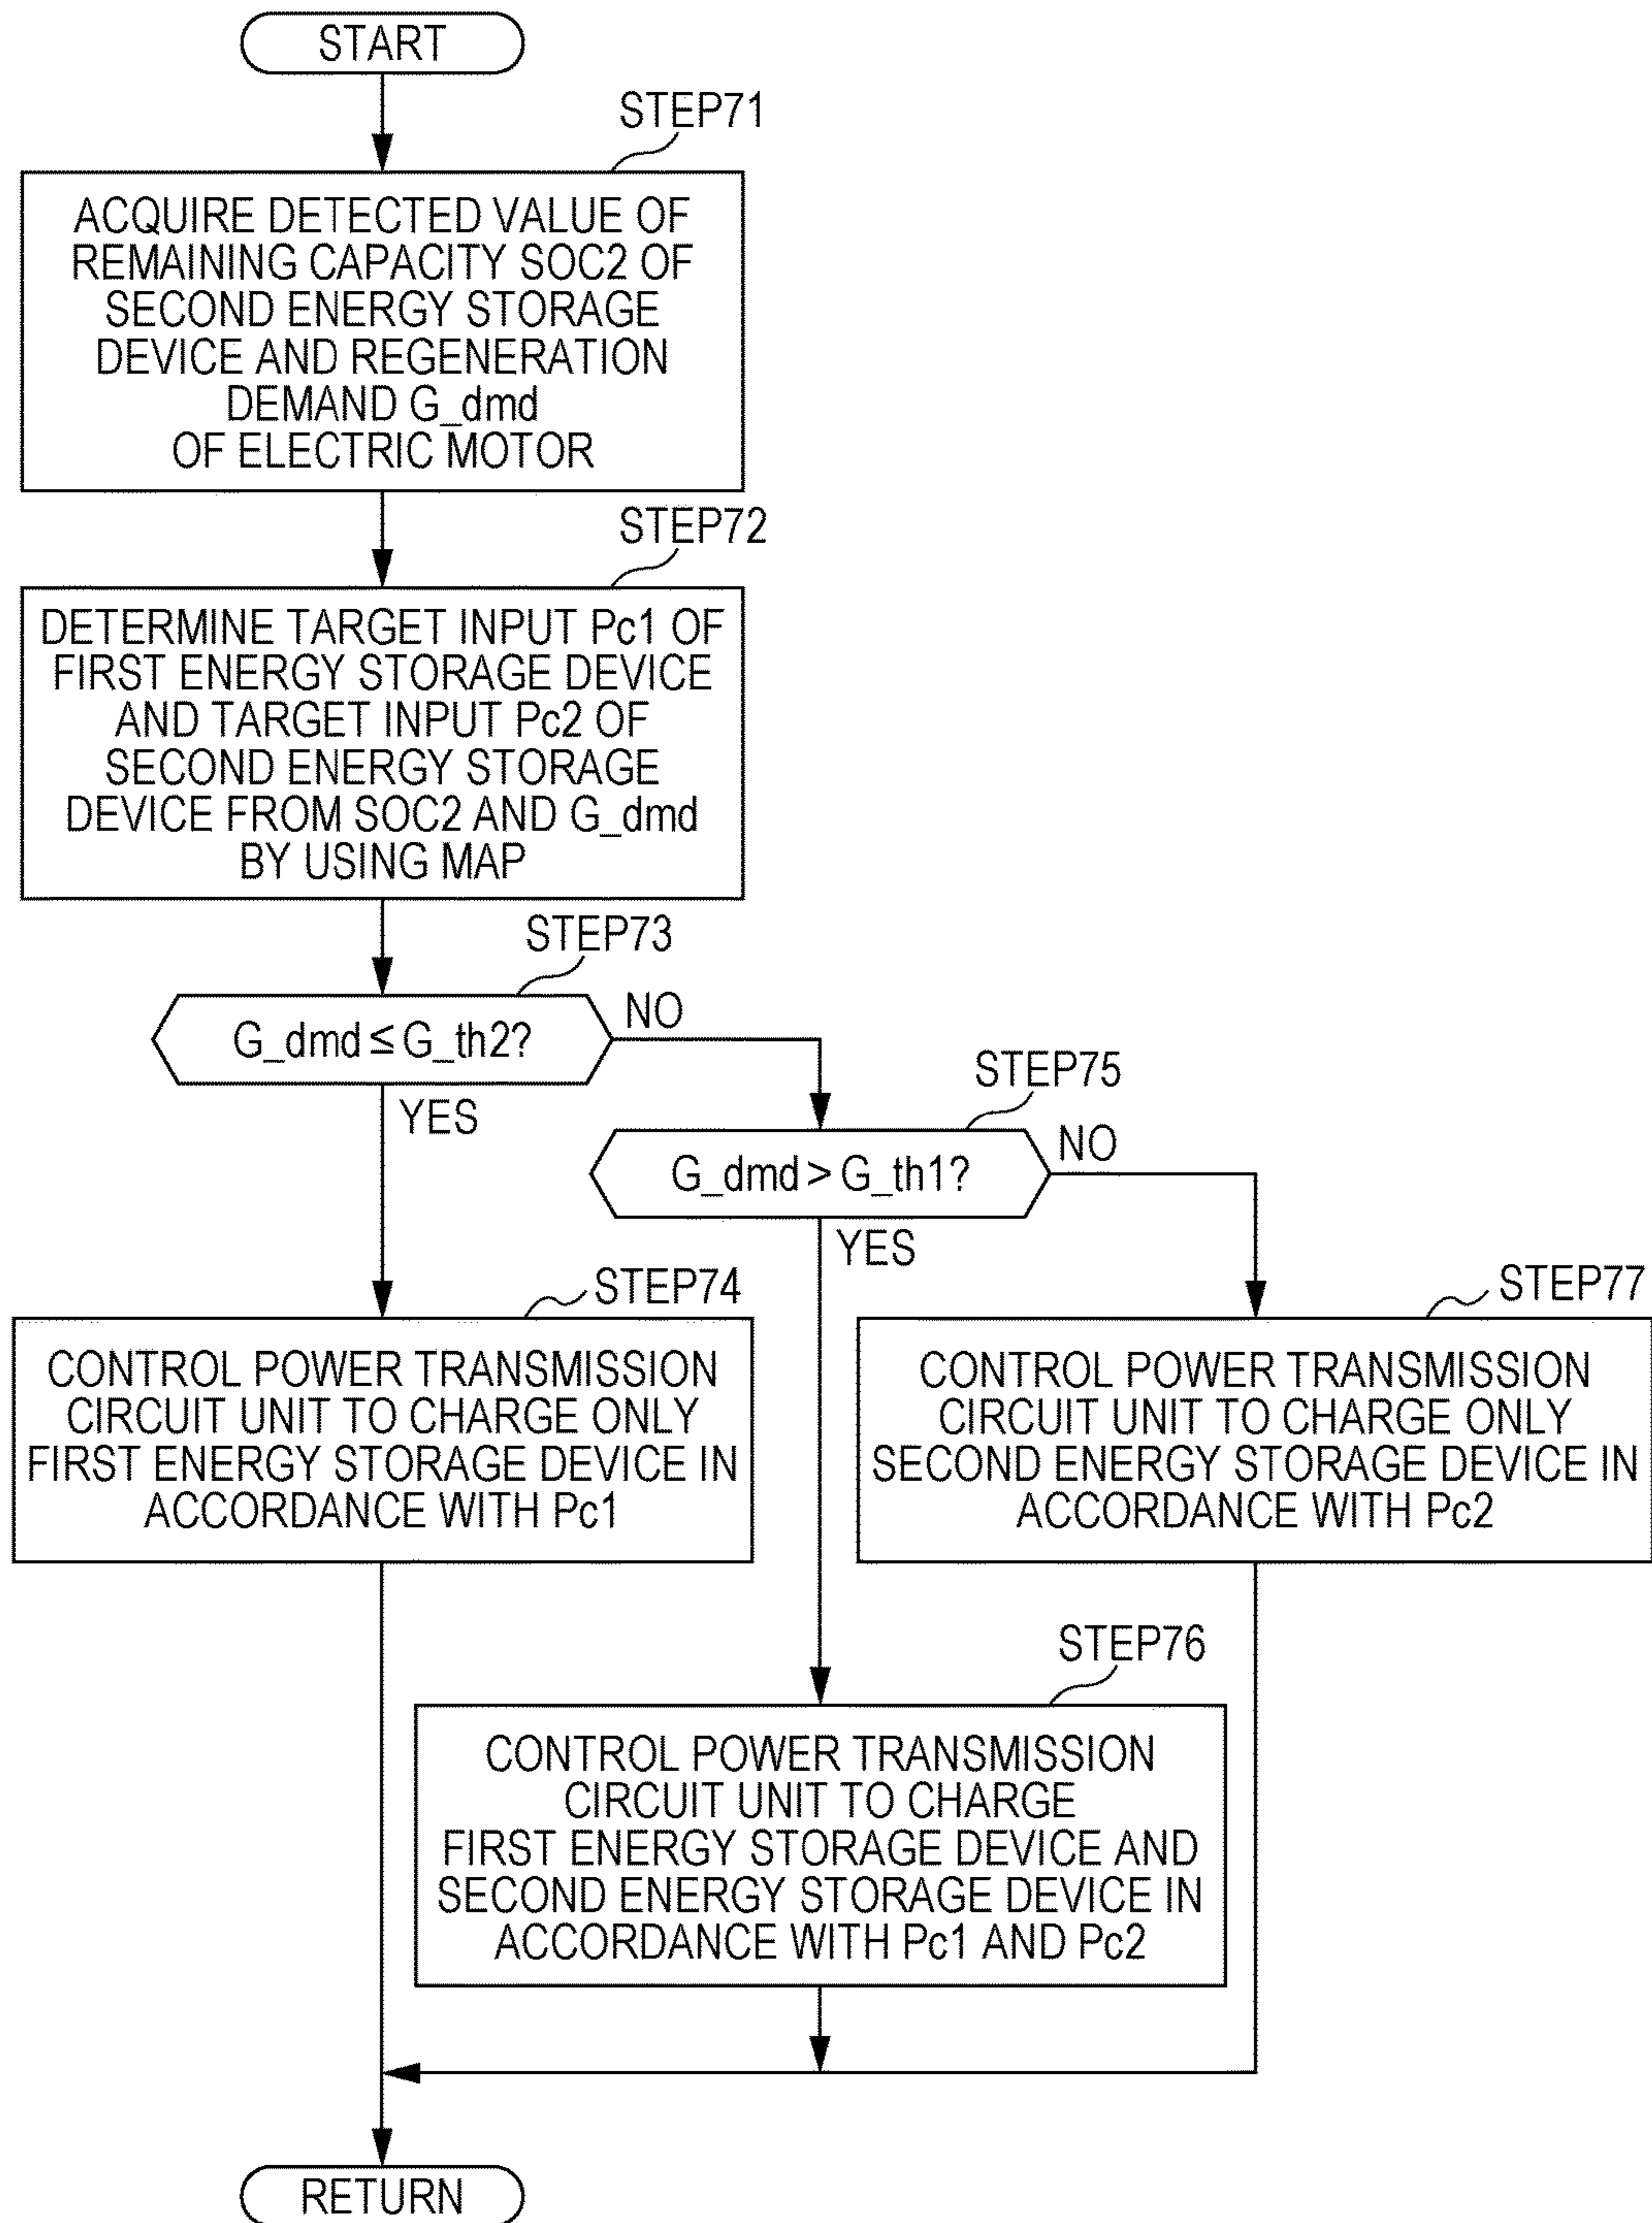 START
STEP71
ACQUIRE DETECTED VALUE OF
REMAINING CAPACITY SOC2 OF
SECOND ENERGY STORAGE
DEVICE AND REGENERATION
DEMAND G_dmd
OF ELECTRIC MOTOR
STEP72
DETERMINE TARGET INPUT Pc1 OF
FIRST ENERGY STORAGE DEVICE
AND TARGET INPUT Pc2 OF
SECOND ENERGY STORAGE
DEVICE FROM SOC2 AND G_dmd
BY USING MAP
STEP73
G_dmd ≤ G_th2?
NO
YES
STEP75
G_dmd > G_th1?
NO
YES
STEP74
CONTROL POWER TRANSMISSION
CIRCUIT UNIT TO CHARGE ONLY
FIRST ENERGY STORAGE DEVICE IN
ACCORDANCE WITH Pc1
STEP77
CONTROL POWER TRANSMISSION
CIRCUIT UNIT TO CHARGE ONLY
SECOND ENERGY STORAGE DEVICE IN
ACCORDANCE WITH Pc2
STEP76
CONTROL POWER TRANSMISSION
CIRCUIT UNIT TO CHARGE
FIRST ENERGY STORAGE DEVICE AND
SECOND ENERGY STORAGE DEVICE IN
ACCORDANCE WITH Pc1 AND Pc2
RETURN